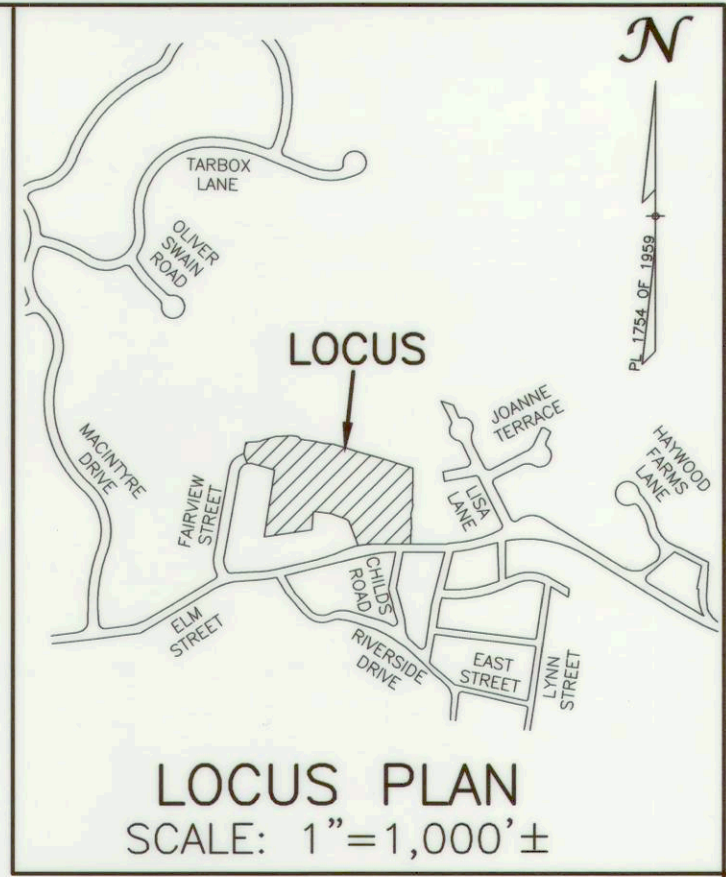 N
TARBOX
LANE
OLIVER
SWAIN
ROAD
PL 1754 OF 1959
LOCUS
JOANNE
TERRACE
MACINTYRE
DRIVE
HAYWOOD
FARMS
LANE
FAIRVIEW
STREET
LISA
LANE
CHILDS
ROAD
ELM
STREET
RIVERSIDE
DRIVE
EAST
STREET
LYNN
STREET
LOCUS PLAN
SCALE: 1"=1,000'±